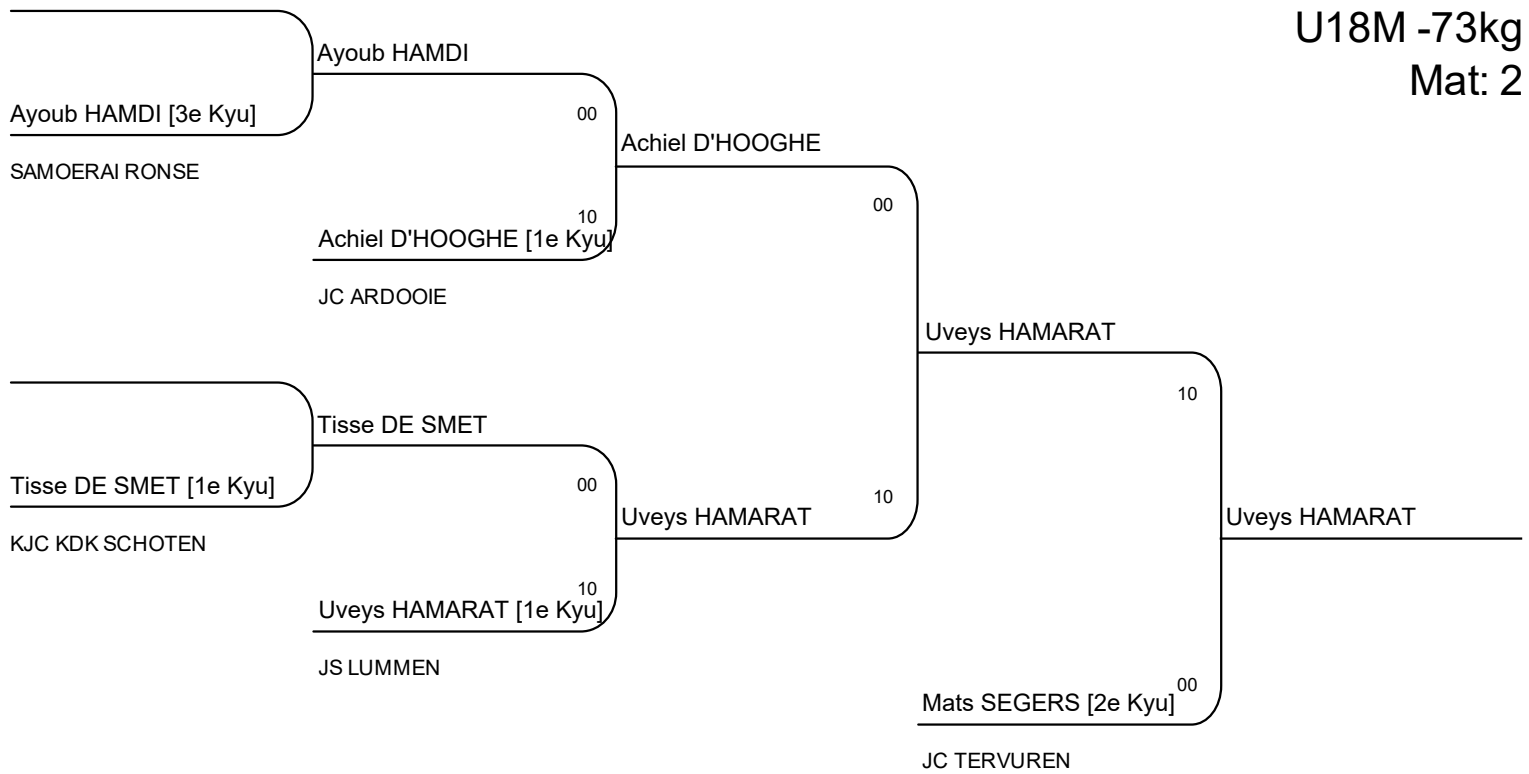 U18M -73kg
Mat: 2
Ayoub HAMDI
Ayoub HAMDI [3e Kyu]
00
Achiel D'HOOGHE
SAMOERAI RONSE
00
10
Achiel D'HOOGHE [1e Kyu]
JC ARDOOIE
Uveys HAMARAT
10
Tisse DE SMET
Tisse DE SMET [1e Kyu]
00
10
Uveys HAMARAT
Uveys HAMARAT
KJC KDK SCHOTEN
10
Uveys HAMARAT [1e Kyu]
JS LUMMEN
00
Mats SEGERS [2e Kyu]
JC TERVUREN